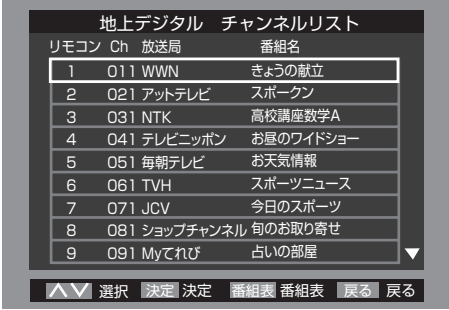 地上デジタル チャンネルリスト
リモコン Ch 放送局 番組名
1 011 WWN きょうの献立
2 021 アットテレビ スポークン
3 031 NTK 高校講座数学A
4 041 テレビニッポン お昼のワイドショー
5 051 毎朝テレビ お天気情報
6 061 TVH スポーツニュース
7 071 JCV 今日のスポーツ
8 081 ショップチャンネル 旬のお取り寄せ
9 091 Myてれび 占いの部屋
選択 決定 決定 番組表 番組表 戻る 戻る